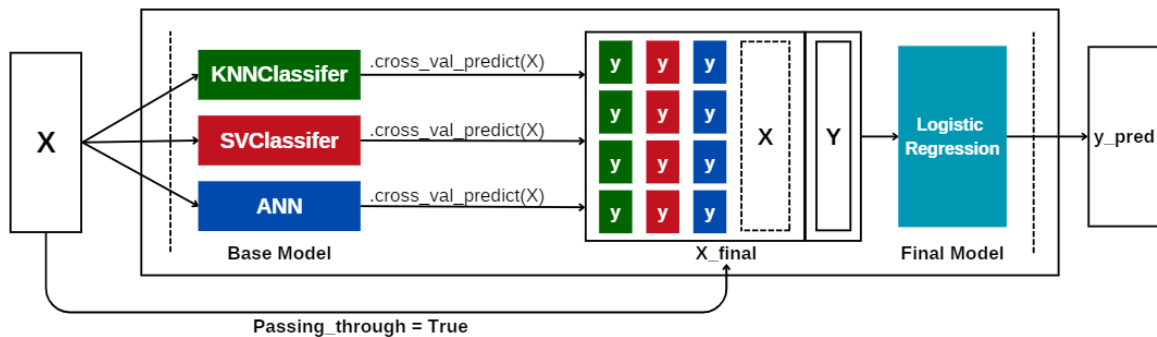 X
KNNClassifer
SVClassifer
ANN
Base Model
.cross_val_predict(X)
.cross_val_predict(X)
.cross_val_predict(X)
y y y
y y y
y y y
y y y
X
Y
X_final
Logistic
Regression
Final Model
y_pred
Passing_through = True